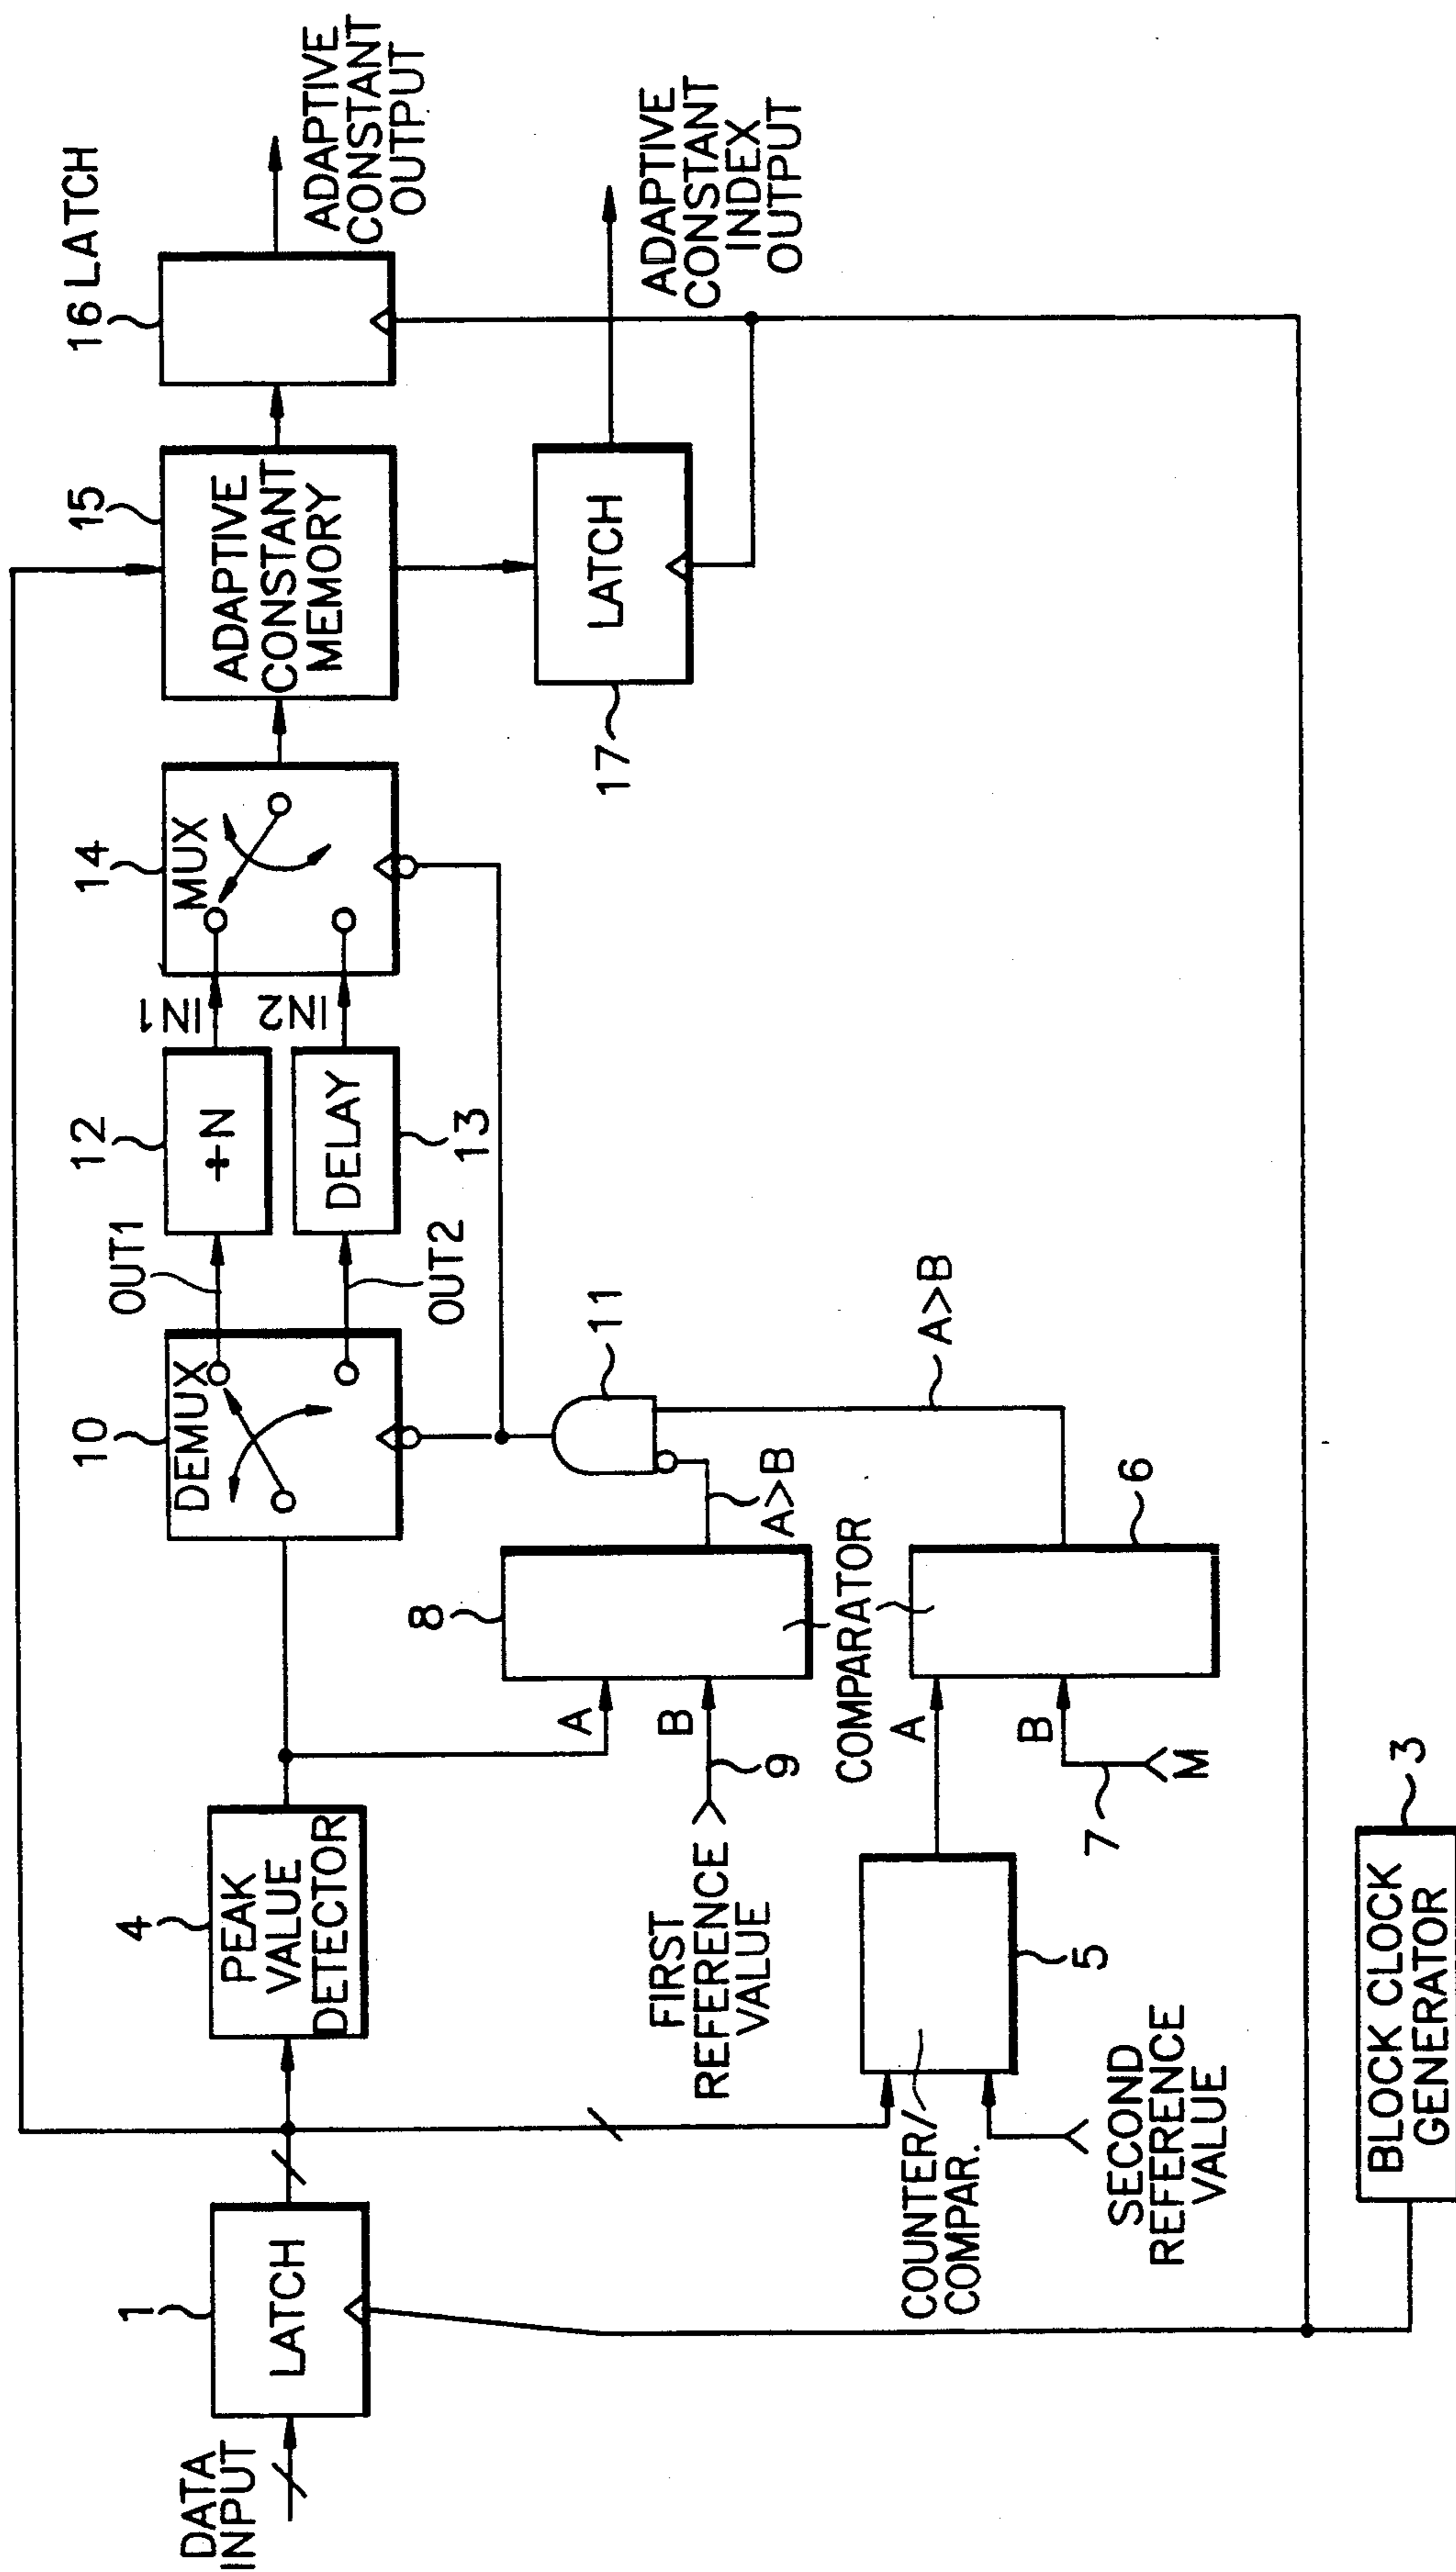 DATA
INPUT
1
LATCH
4
PEAK
VALUE
DETECTOR
10
DEMUX
OUT1
OUT2
12
÷N
DELAY
13
IN1
IN2
14
MUX
15
ADAPTIVE
CONSTANT
MEMORY
16 LATCH
ADAPTIVE
CONSTANT
OUTPUT
17
LATCH
ADAPTIVE
CONSTANT
INDEX
OUTPUT
8
A
B
9
FIRST
REFERENCE
VALUE
A>B
11
A>B
COMPARATOR
A
B
6
7
M
COUNTER/
COMPAR.
5
SECOND
REFERENCE
VALUE
BLOCK CLOCK
GENERATOR
3